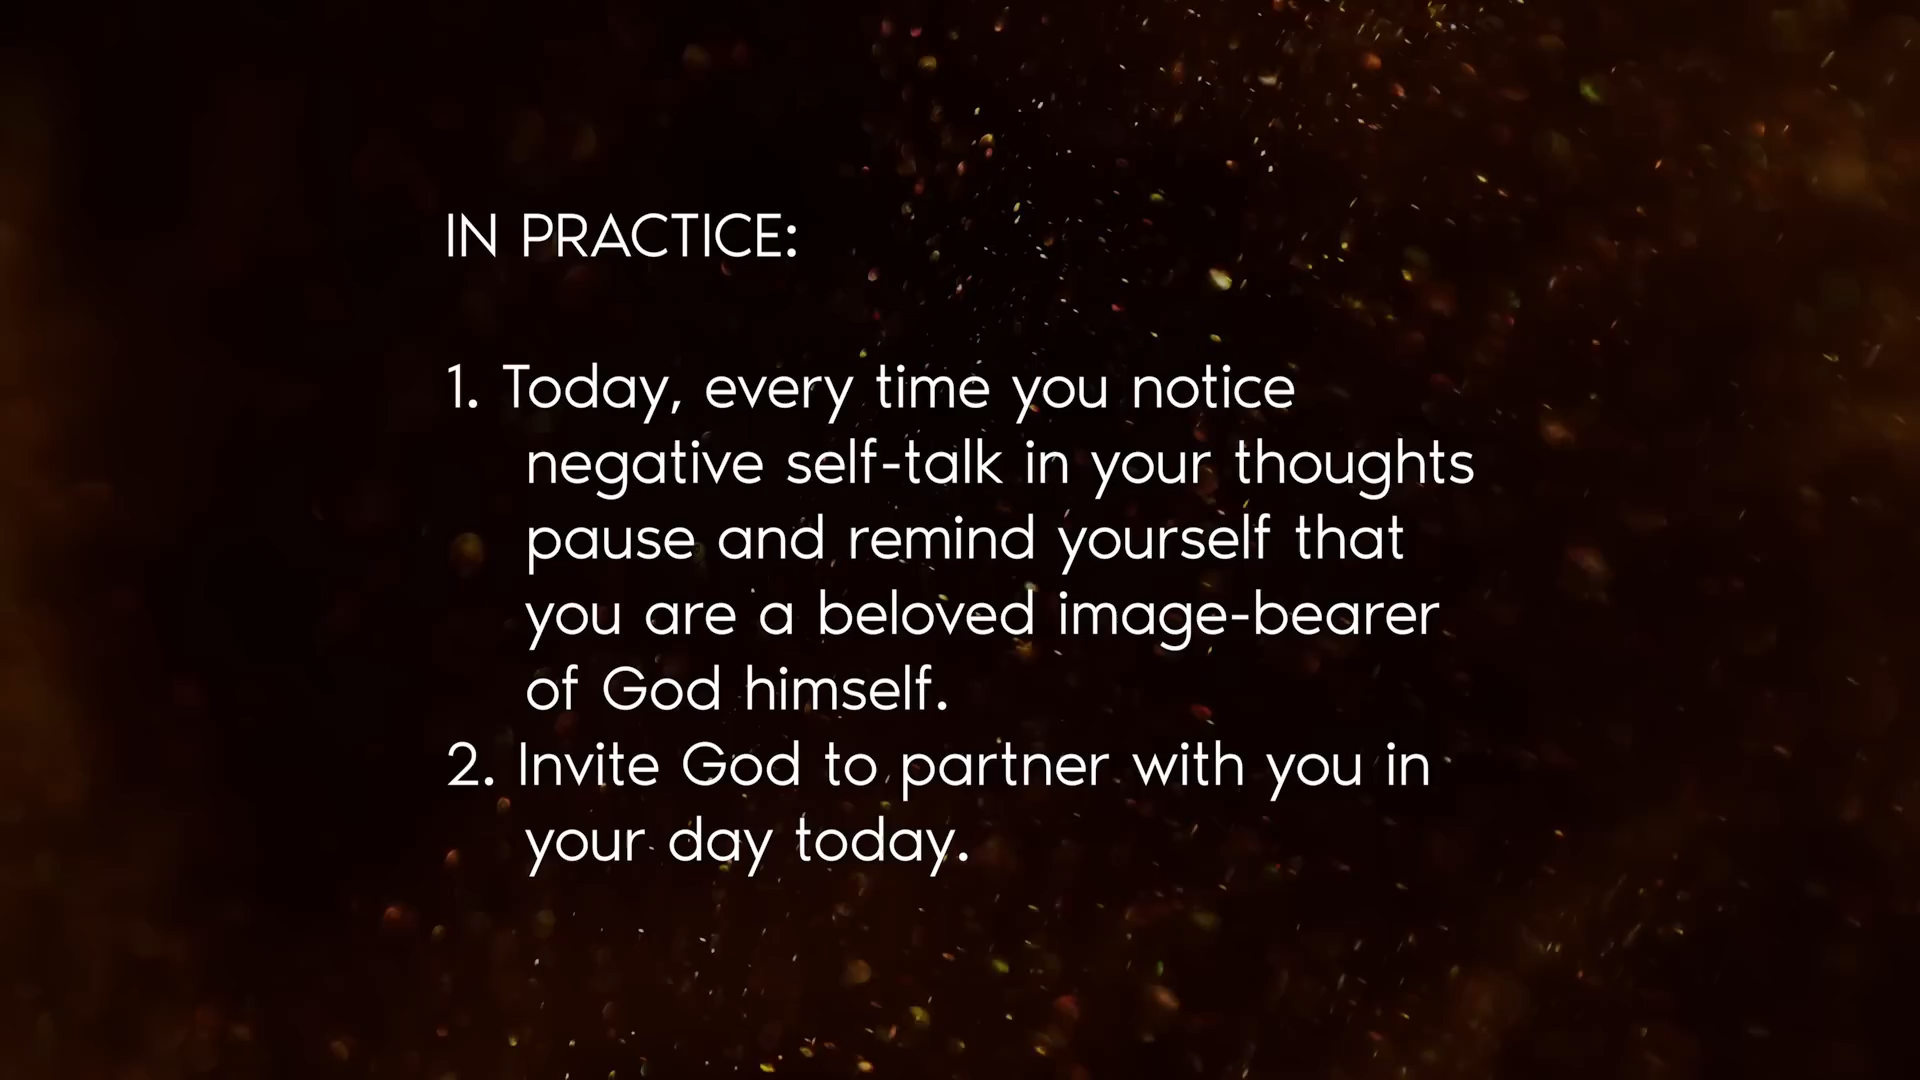 IN PRACTICE:
1. Today, every time you notice
negative self-talk in your thoughts
pause and remind yourself that
you are a beloved image-bearer
of God himself.
2. Invite God to partner with you in
your day today.